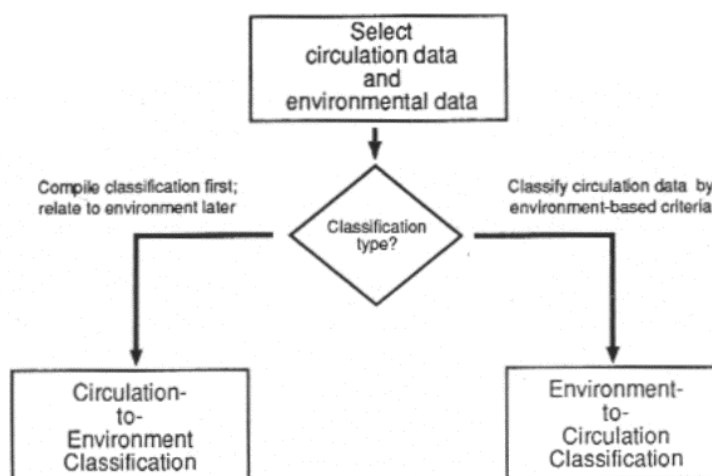 Select
circulation data
and
environmental data
Compile classification first;
relate to environment later
Classify circulation data by
environment-based criteria
Classification
type?
Circulation-
to-
Environment
Classification
Environment-
to-
Circulation
Classification